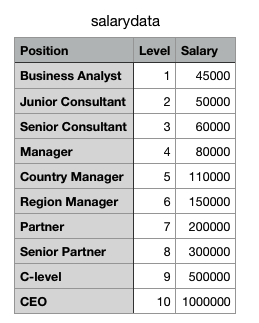 salarydata
Position Level Salary
Business Analyst 1 45000
Junior Consultant 2 50000
Senior Consultant 3 60000
Manager 4 80000
Country Manager 5 110000
Region Manager 6 150000
Partner 7 200000
Senior Partner 8 300000
C-level 9 500000
CEO 10 1000000